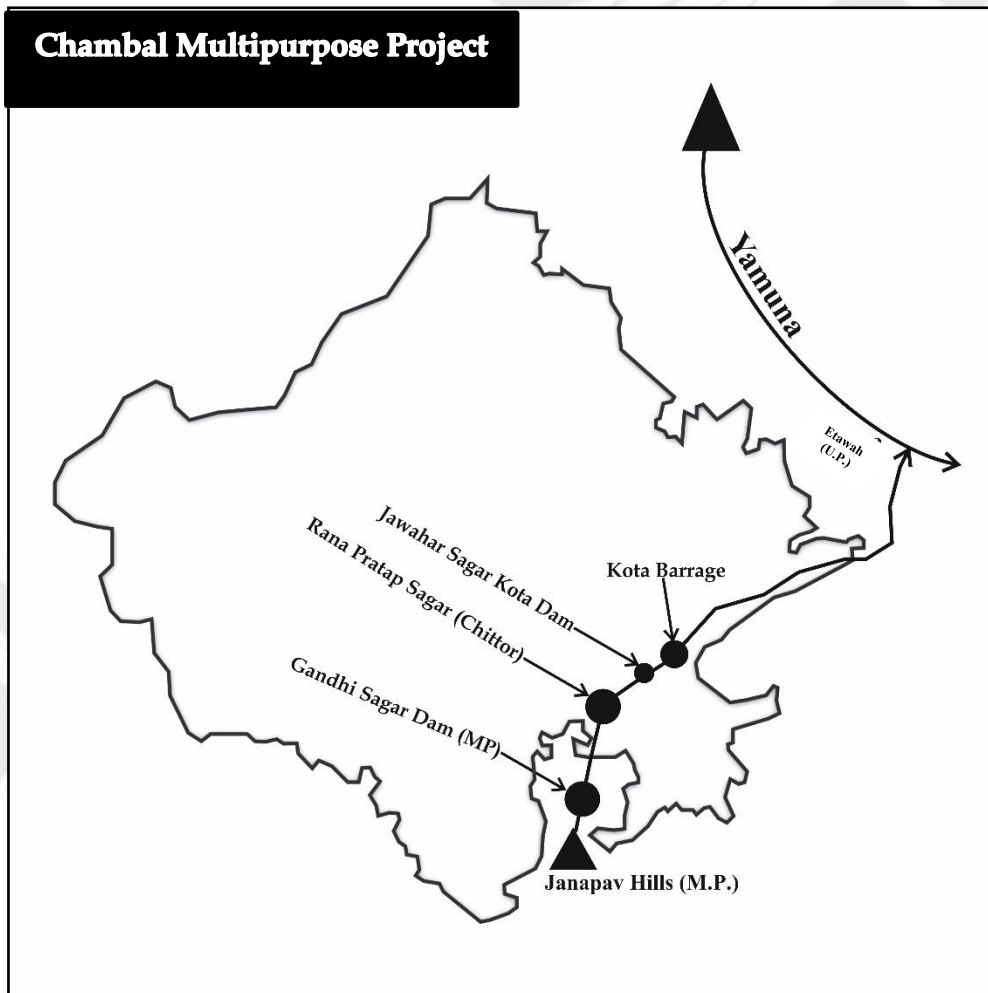 Chambal Multipurpose Project
Yamuna
Etawah
(U.P.)
Jawahar Sagar Kota Dam
Rana Pratap Sagar (Chittor)
Kota Barrage
Gandhi Sagar Dam (MP)
Janapav Hills (M.P.)